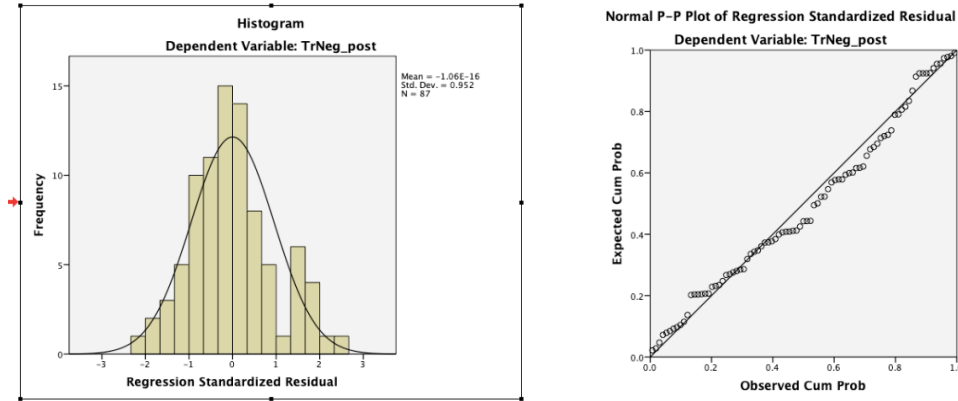 Histogram
Dependent Variable: TrNeg_post
Mean = -1.06E-16
Std. Dev. = 0.952
N = 87
15
10
5
0
Frequency
-3 -2 -1 0 1 2 3
Regression Standardized Residual
Normal P-P Plot of Regression Standardized Residual
Dependent Variable: TrNeg_post
1.0
0.8
0.6
0.4
0.2
0.0
Expected Cum Prob
0.0 0.2 0.4 0.6 0.8
Observed Cum Prob